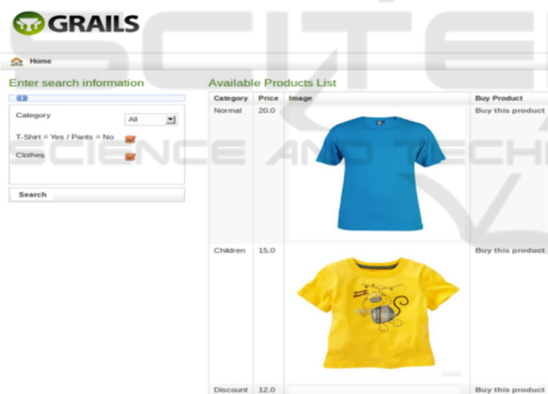 GRAILS
Home
Enter search information
Category
All
T-Shirt = Yes / Pants = No
Clothes
Search
Available Products List
Category Price Image Buy Product
Normal 20.0 Buy this product
Children 15.0 Buy this product
Discount 12.0 Buy this product
SCITE
SCIENCE AND TECH